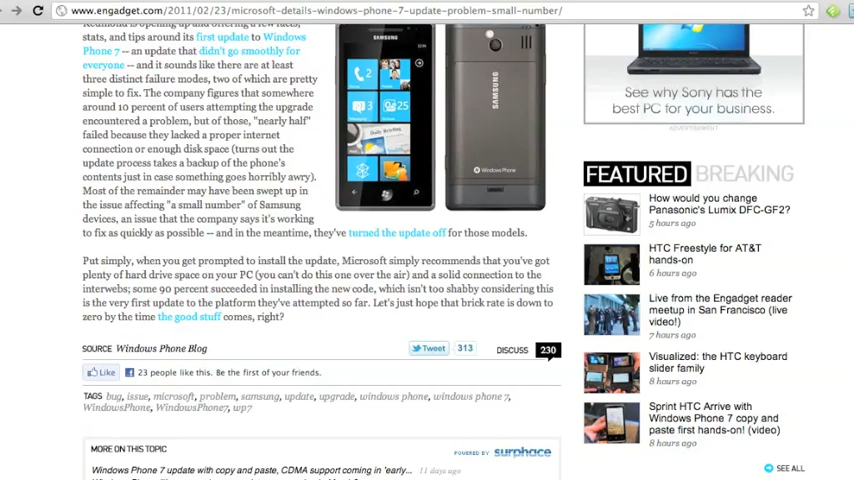 www.engadget.com/2011/02/23/microsoft-details-windows-phone-7-update-problem-small-number/
Redmond is opening up and offering a few facts,
stats, and tips around its first update to Windows
Phone 7 -- an update that didn't go smoothly for
everyone -- and it sounds like there are at least
three distinct failure modes, two of which are pretty
simple to fix. The company figures that somewhere
around 10 percent of users attempting the upgrade
encountered a problem, but of those, "nearly half"
failed because they lacked a proper internet
connection or enough disk space (turns out the
update process takes a backup of the phone's
contents just in case something goes horribly awry).
Most of the remainder may have been swept up in
the issue affecting "a small number" of Samsung
devices, an issue that the company says it's working
to fix as quickly as possible -- and in the meantime, they've turned the update off for those models.
Put simply, when you get prompted to install the update, Microsoft simply recommends that you've got
plenty of hard drive space on your PC (you can't do this one over the air) and a solid connection to the
interwebs; some 90 percent succeeded in installing the new code, which isn't too shabby considering this
is the very first update to the platform they've attempted so far. Let's just hope that brick rate is down to
zero by the time the good stuff comes, right?
SOURCE Windows Phone Blog
Tweet 313
DISCUSS 230
Like 23 people like this. Be the first of your friends.
TAGS bug, issue, microsoft, problem, samsung, update, upgrade, windows phone, windows phone 7,
WindowsPhone, WindowsPhone7, wp7
MORE ON THIS TOPIC
POWERED BY surphace
Windows Phone 7 update with copy and paste, CDMA support coming in 'early... 11 days ago
SAMSUNG
SAMSUNG
Windows Phone
See why Sony has the
best PC for your business.
ADVERTISEMENT
FEATURED BREAKING
How would you change
Panasonic's Lumix DFC-GF2?
5 hours ago
HTC Freestyle for AT&T
hands-on
6 hours ago
Live from the Engadget reader
meetup in San Francisco (live
video!)
7 hours ago
Visualized: the HTC keyboard
slider family
8 hours ago
Sprint HTC Arrive with
Windows Phone 7 copy and
paste first hands-on! (video)
8 hours ago
SEE ALL